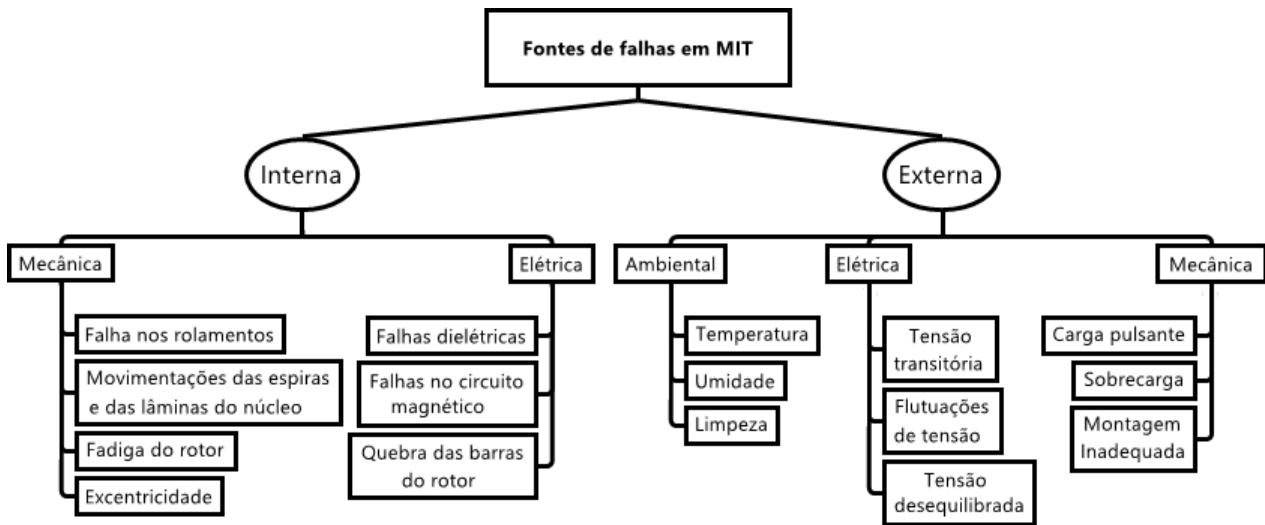 Fontes de falhas em MIT
Interna
Externa
Mecânica
Elétrica
Ambiental
Elétrica
Mecânica
Falha nos rolamentos
Movimentações das espiras
e das lâminas do núcleo
Fadiga do rotor
Excentricidade
Falhas dielétricas
Falhas no circuito
magnético
Quebra das barras
do rotor
Temperatura
Umidade
Limpeza
Tensão
transitória
Flutuações
de tensão
Tensão
desequilibrada
Carga pulsante
Sobrecarga
Montagem
Inadequada